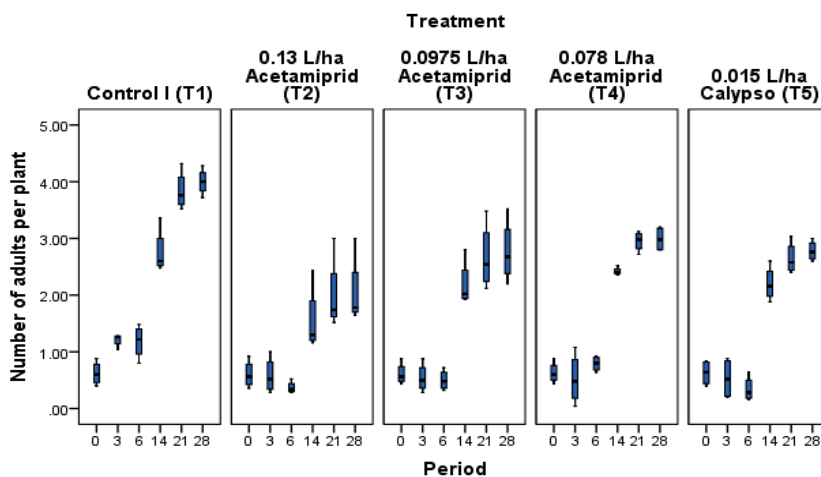 Treatment
Control I (T1)
0.13 L/ha
Acetamiprid
(T2)
0.0975 L/ha
Acetamiprid
(T3)
0.078 L/ha
Acetamiprid
(T4)
0.015 L/ha
Calypso (T5)
Number of adults per plant
5.00
4.00
3.00
2.00
1.00
.00
0 3 6 14 21 28
0 3 6 14 21 28
0 3 6 14 21 28
0 3 6 14 21 28
0 3 6 14 21 28
Period